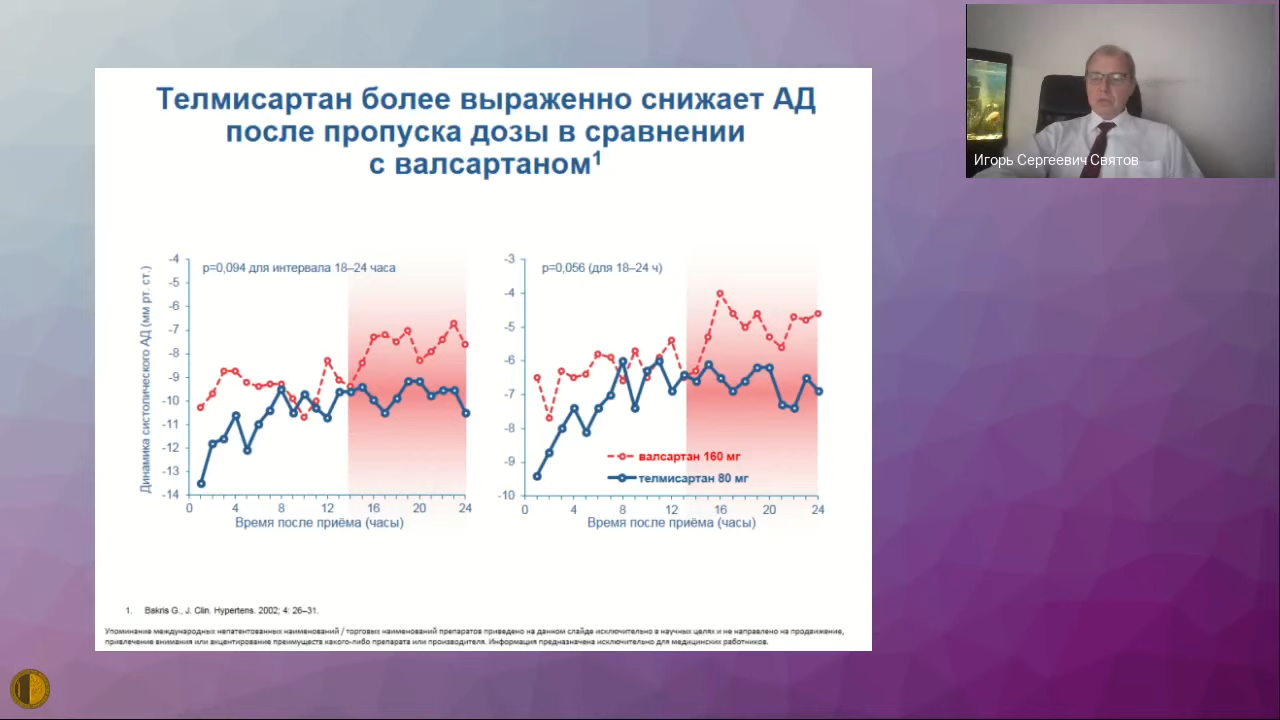 Телмисартан более выраженно снижает АД
после пропуска дозы в сравнении
с валсартаном¹
Игорь Сергеевич Святов
Динамика систолического АД (мм рт. ст.)
p=0,094 для интервала 18–24 часа
-4
-5
-6
-7
-8
-9
-10
-11
-12
-13
-14
0 4 8 12 16 20 24
Время после приёма (часы)
p=0,056 (для 18–24 ч)
-3
-4
-5
-6
-7
-8
-9
-10
валсартан 160 мг
телмисартан 80 мг
0 4 8 12 16 20 24
Время после приёма (часы)
1. Bakris G., J. Clin. Hypertens. 2002; 4: 26–31.
Упоминание международных непатентованных наименований / торговых наименований препаратов приведено на данном слайде исключительно в научных целях и не направлено на продвижение,
привлечение внимания или акцентирование преимуществ какого-либо препарата или производителя. Информация предназначена исключительно для медицинских работников.